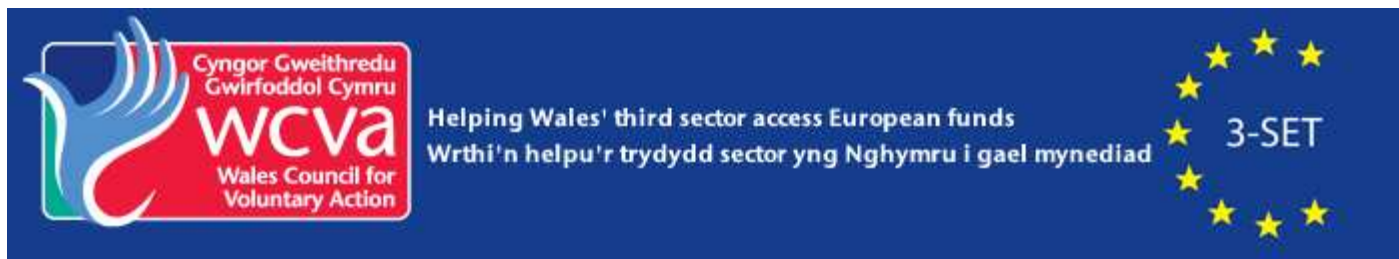 Cyngor Gweithredu
Gwirfoddol Cymru
wcva
Wales Council for
Voluntary Action
Helping Wales' third sector access European funds
Wrthi'n helpu'r trydydd sector yng Nghymru i gael mynediad
3-SET